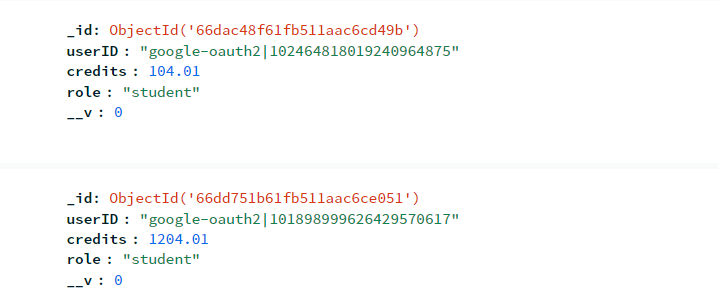 _id: ObjectId('66dac48f61fb511aac6cd49b')
userID : "google-oauth2|102464818019240964875"
credits : 104.01
role : "student"
__v : 0
_id: ObjectId('66dd751b61fb511aac6ce051')
userID : "google-oauth2|101898999626429570617"
credits : 1204.01
role : "student"
__v : 0